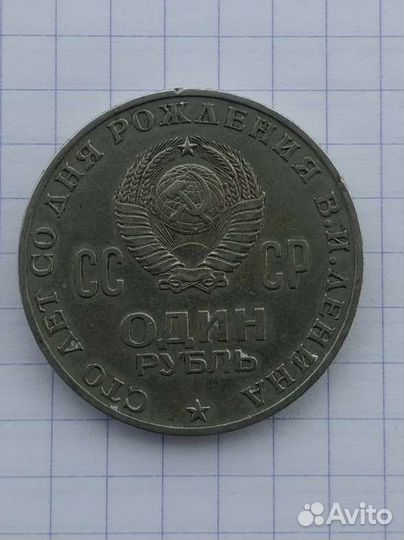 СТО ЛЕТ СО ДНЯ РОЖДЕНИЯ В.И.ЛЕНИНА
СС СР
ОДИН
РУБЛЬ
Avito